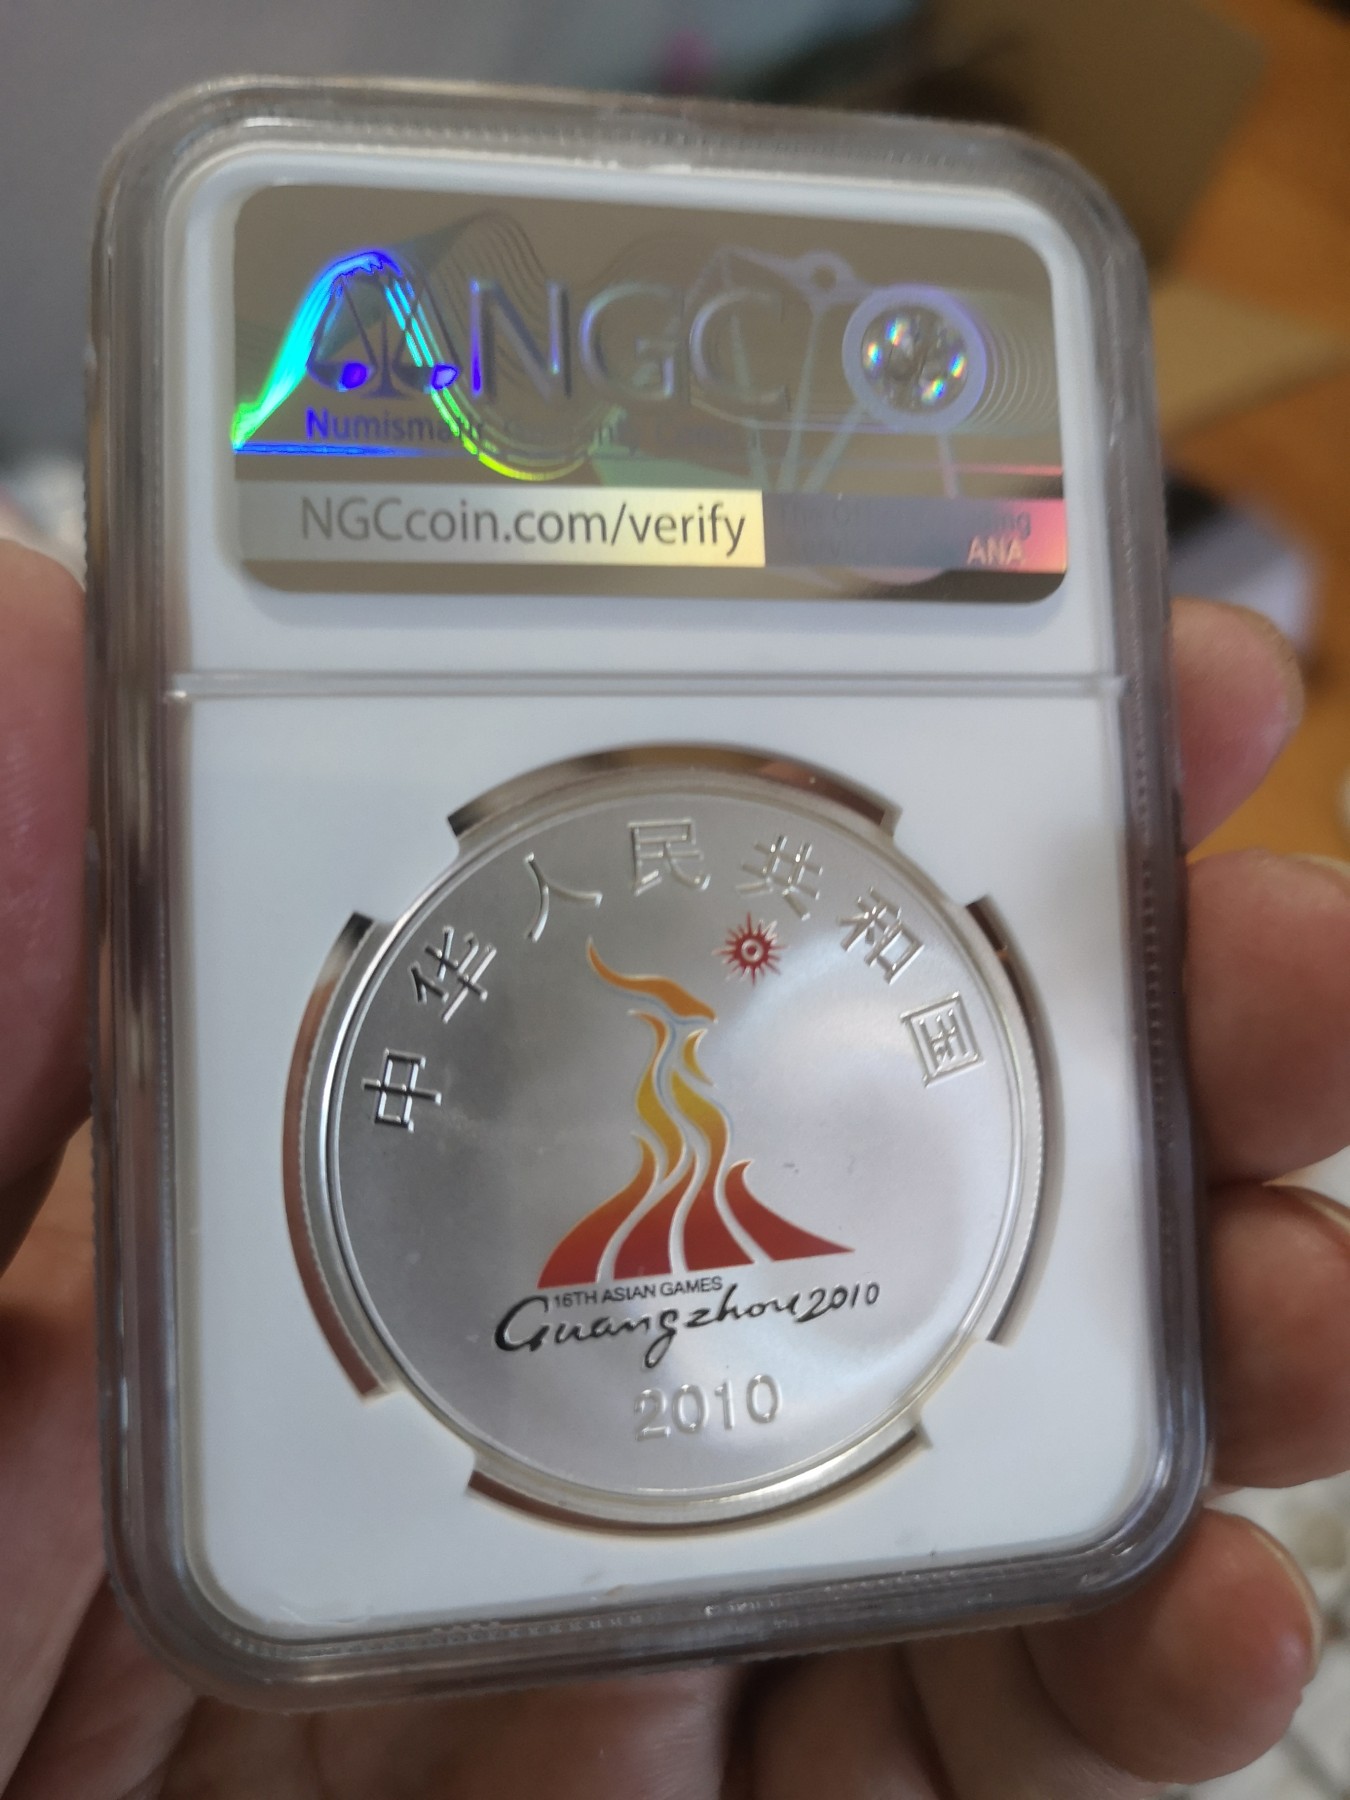 NGC
Numismatic
NGCcoin.com/verify
ANA
中华人民共和国
16TH ASIAN GAMES
Guangzhou 2010
2010